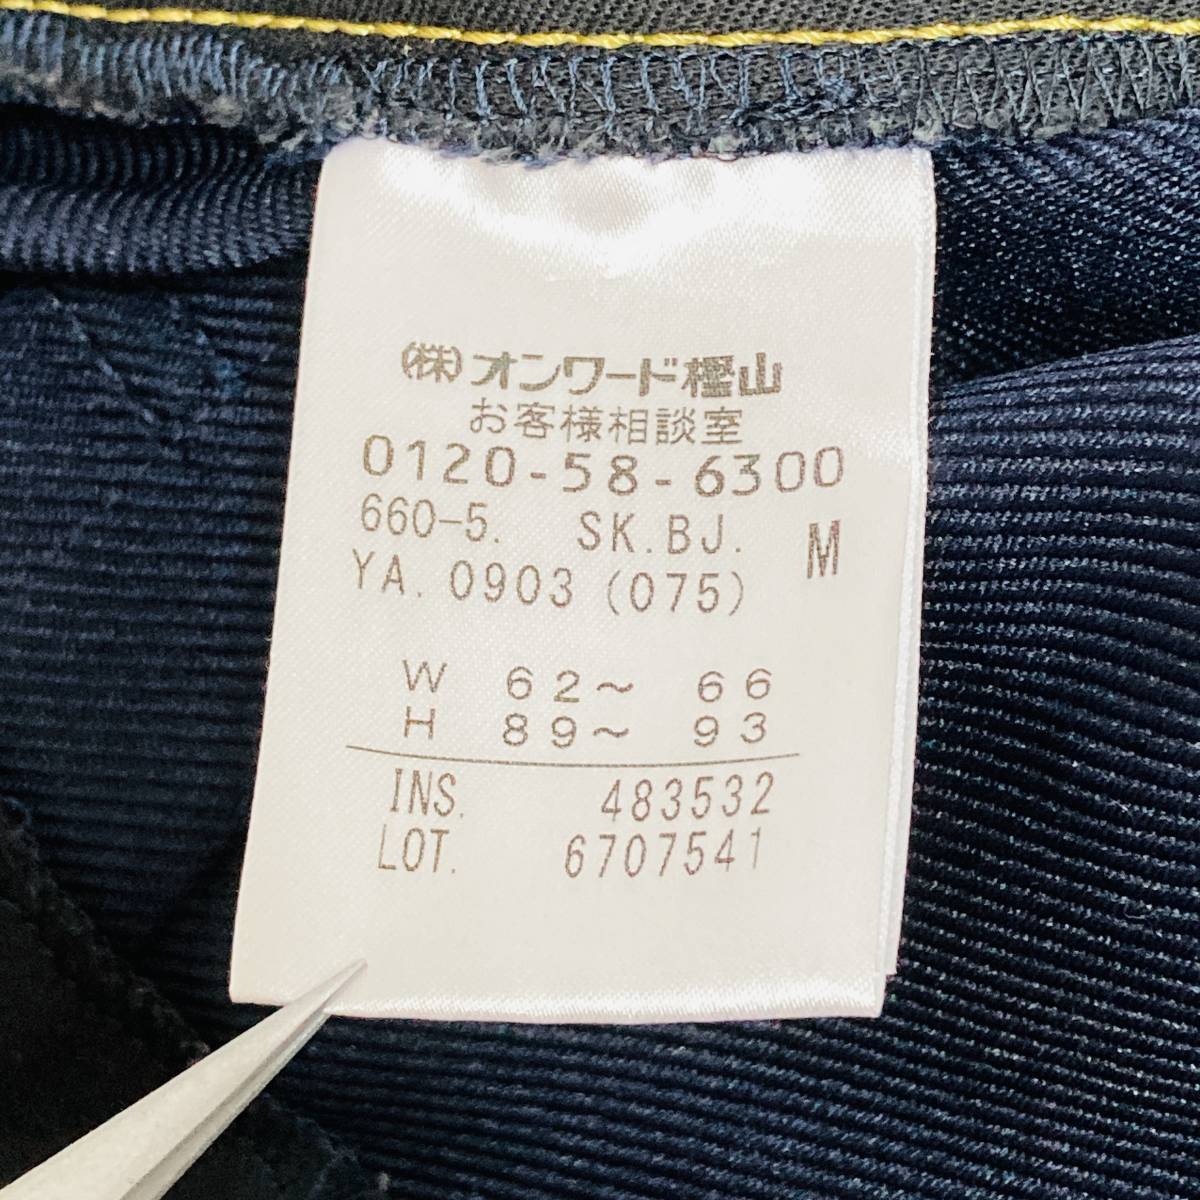 (株)オンワード樫山
お客様相談室
0120-58-6300
660-5. SK.BJ. M
YA. 0903 (075)
W 62～ 66
H 89～ 93
INS. 483532
LOT. 6707541